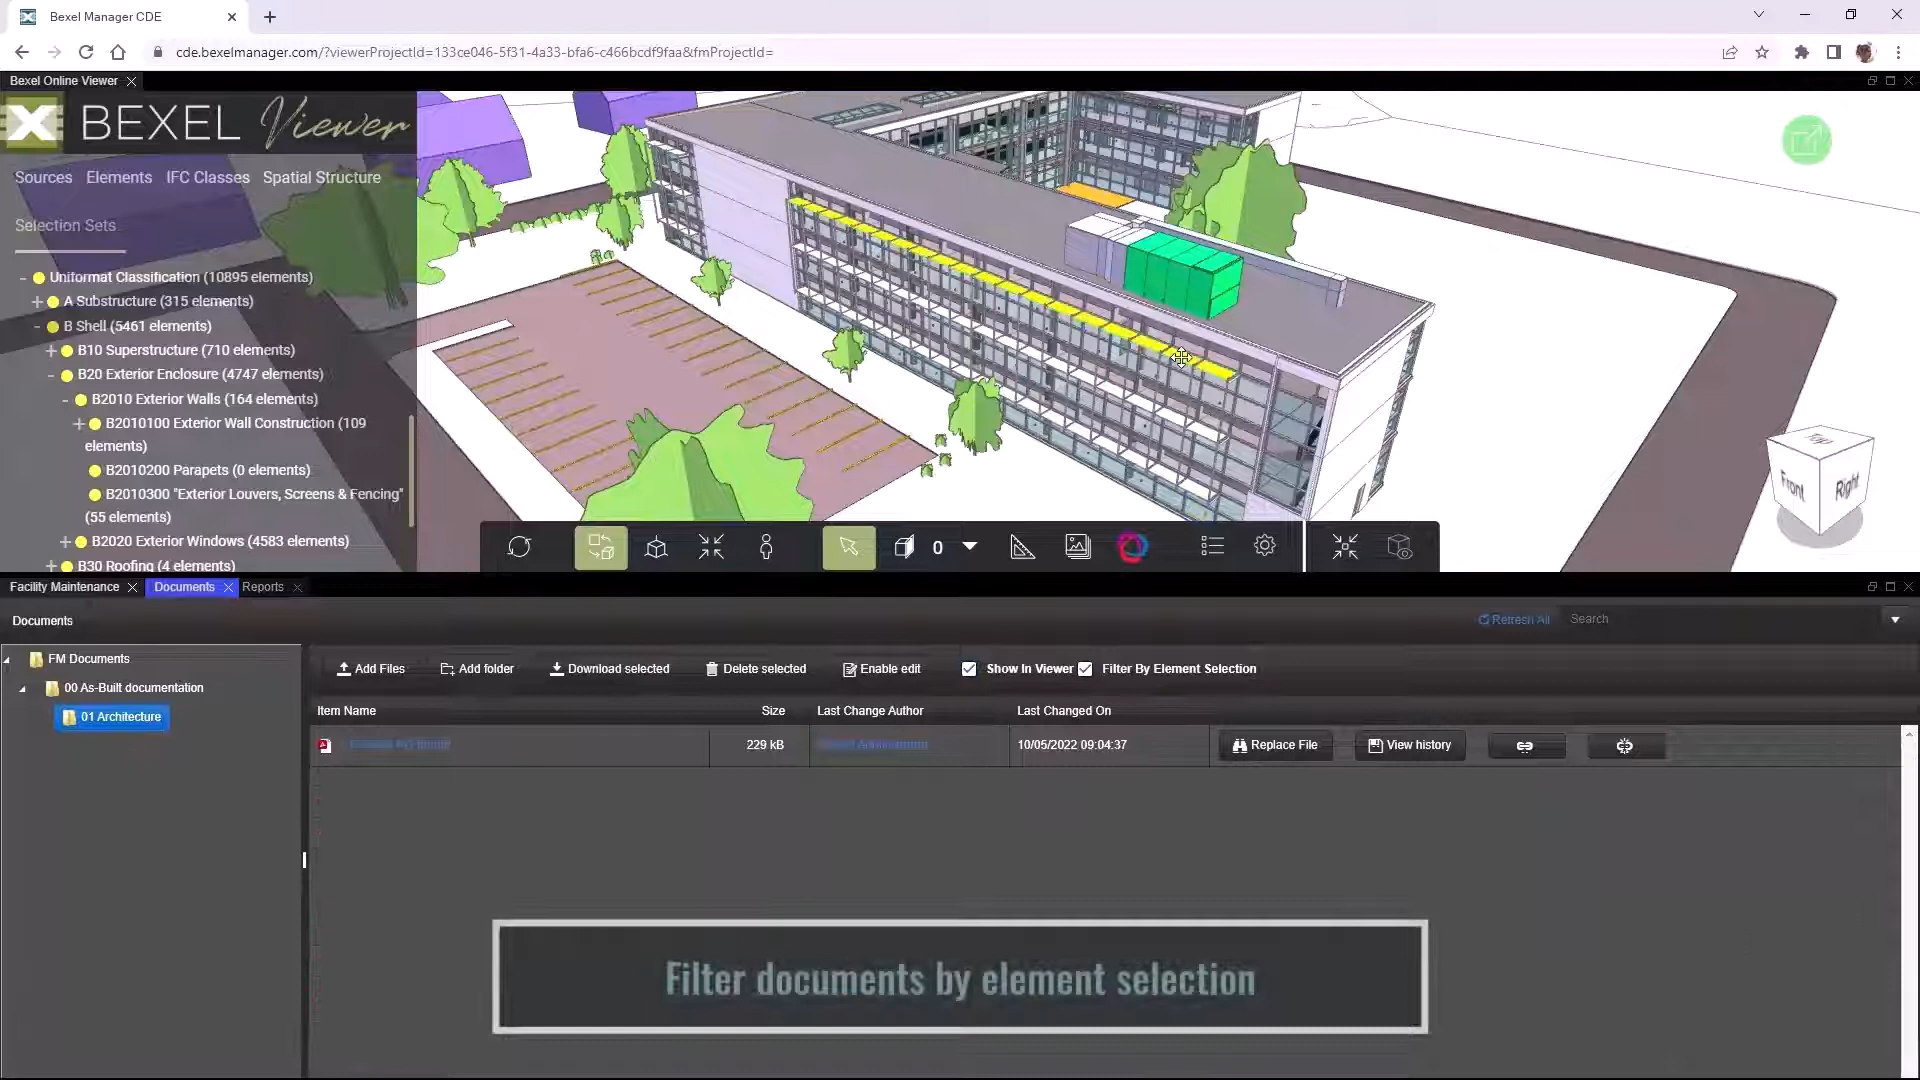 Bexel Manager CDE
cde.bexelmanager.com/?viewerProjectId=133ce046-5f31-4a33-bfa6-c466bcdf9faa&fmProjectId=
Bexel Online Viewer
BEXEL Viewer
Sources Elements IFC Classes Spatial Structure
Selection Sets
Uniformat Classification (10895 elements)
A Substructure (315 elements)
B Shell (5461 elements)
B10 Superstructure (710 elements)
B20 Exterior Enclosure (4747 elements)
B2010 Exterior Walls (164 elements)
B2010100 Exterior Wall Construction (109
elements)
B2010200 Parapets (0 elements)
B2010300 "Exterior Louvers, Screens & Fencing"
(55 elements)
B2020 Exterior Windows (4583 elements)
B30 Roofing (4 elements)
Top
Front Right
0
Facility Maintenance Documents Reports
Documents
Refresh All Search
FM Documents
00 As-Built documentation
01 Architecture
Add Files Add folder Download selected Delete selected Enable edit Show In Viewer Filter By Element Selection
Item Name Size Last Change Author Last Changed On
229 kB 10/05/2022 09:04:37 Replace File View history
Filter documents by element selection